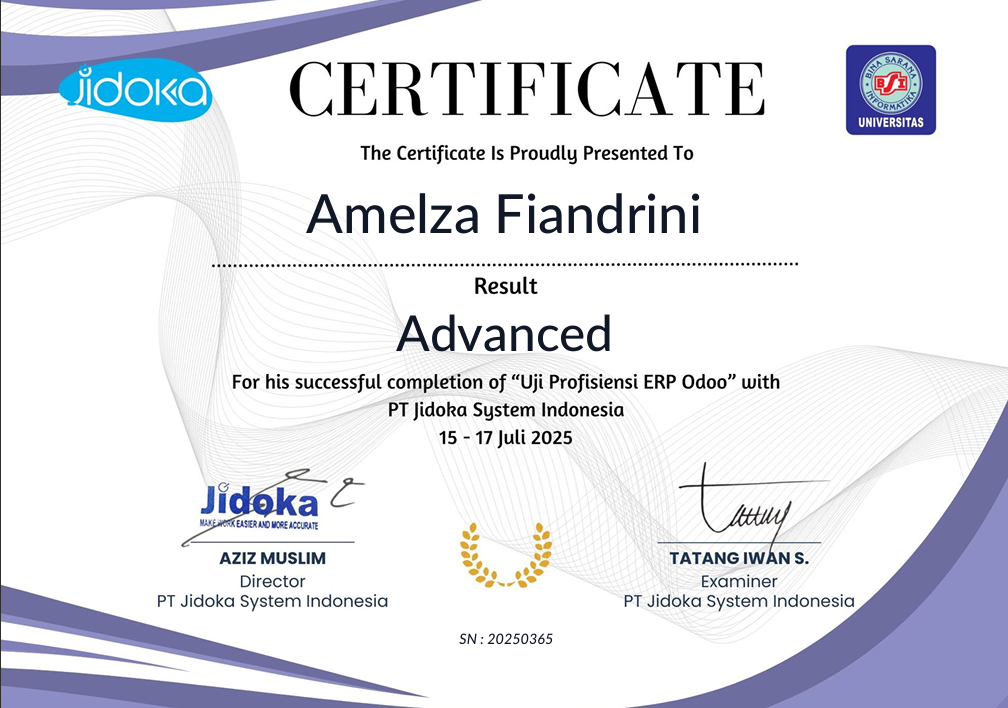 jidoka
CERTIFICATE
BINA SARANA
BSI
INFORMATIKA
UNIVERSITAS
The Certificate Is Proudly Presented To
Amelza Fiandrini
Result
Advanced
For his successful completion of “Uji Profisiensi ERP Odoo” with
PT Jidoka System Indonesia
15 - 17 Juli 2025
Jidoka
MAKE WORK EASIER AND MORE ACCURATE
AZIZ MUSLIM
Director
PT Jidoka System Indonesia
TATANG IWAN S.
Examiner
PT Jidoka System Indonesia
SN : 20250365